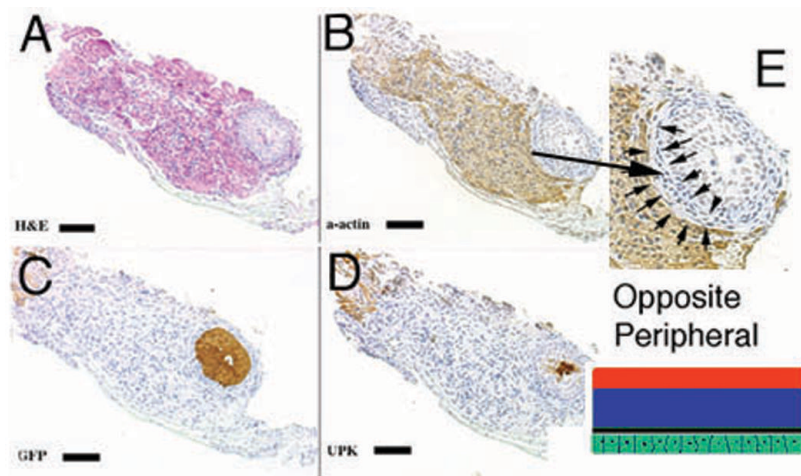 A
H&E
B
a-actin
E
C
GFP
D
UPK
Opposite
Peripheral